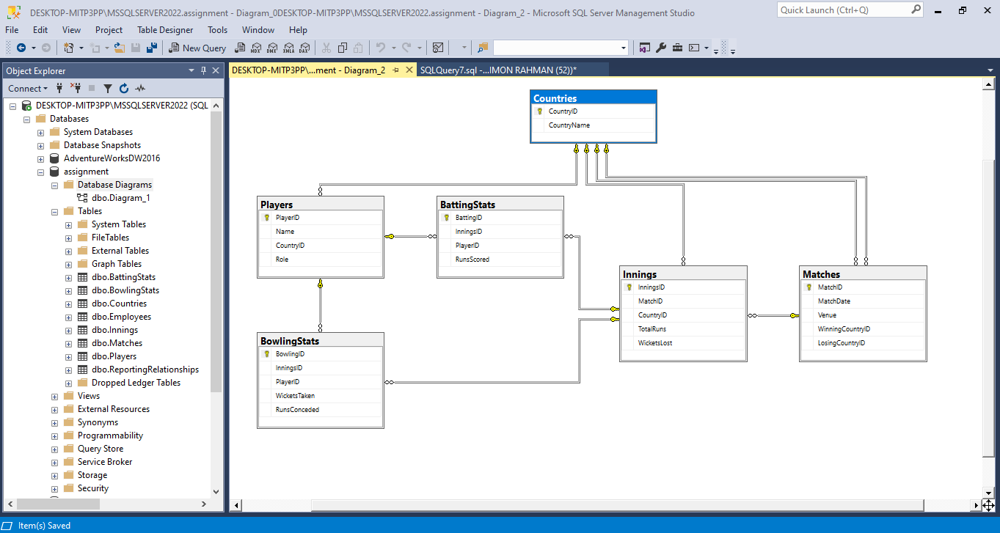 DESKTOP-MITP3PP\MSSQLSERVER2022.assignment - Diagram_0DESKTOP-MITP3PP\MSSQLSERVER2022.assignment - Diagram_2 - Microsoft SQL Server Management Studio
Quick Launch (Ctrl+Q)
File Edit View Project Table Designer Tools Window Help
New Query MDX DMX XMLA DAX
Object Explorer
DESKTOP-MITP3PP\...ment - Diagram_2
SQLQuery7.sql -...IMON RAHMAN (52))*
Connect
DESKTOP-MITP3PP\MSSQLSERVER2022 (SQL
Databases
System Databases
Database Snapshots
AdventureWorksDW2016
assignment
Database Diagrams
dbo.Diagram_1
Tables
System Tables
FileTables
External Tables
Graph Tables
dbo.BattingStats
dbo.BowlingStats
dbo.Countries
dbo.Employees
dbo.Innings
dbo.Matches
dbo.Players
dbo.ReportingRelationships
Dropped Ledger Tables
Views
External Resources
Synonyms
Programmability
Query Store
Service Broker
Storage
Security
Countries
CountryID
CountryName
Players
PlayerID
Name
CountryID
Role
BattingStats
BattingID
InningsID
PlayerID
RunsScored
Innings
InningsID
MatchID
CountryID
TotalRuns
WicketsLost
Matches
MatchID
MatchDate
Venue
WinningCountryID
LosingCountryID
BowlingStats
BowlingID
InningsID
PlayerID
WicketsTaken
RunsConceded
Item(s) Saved